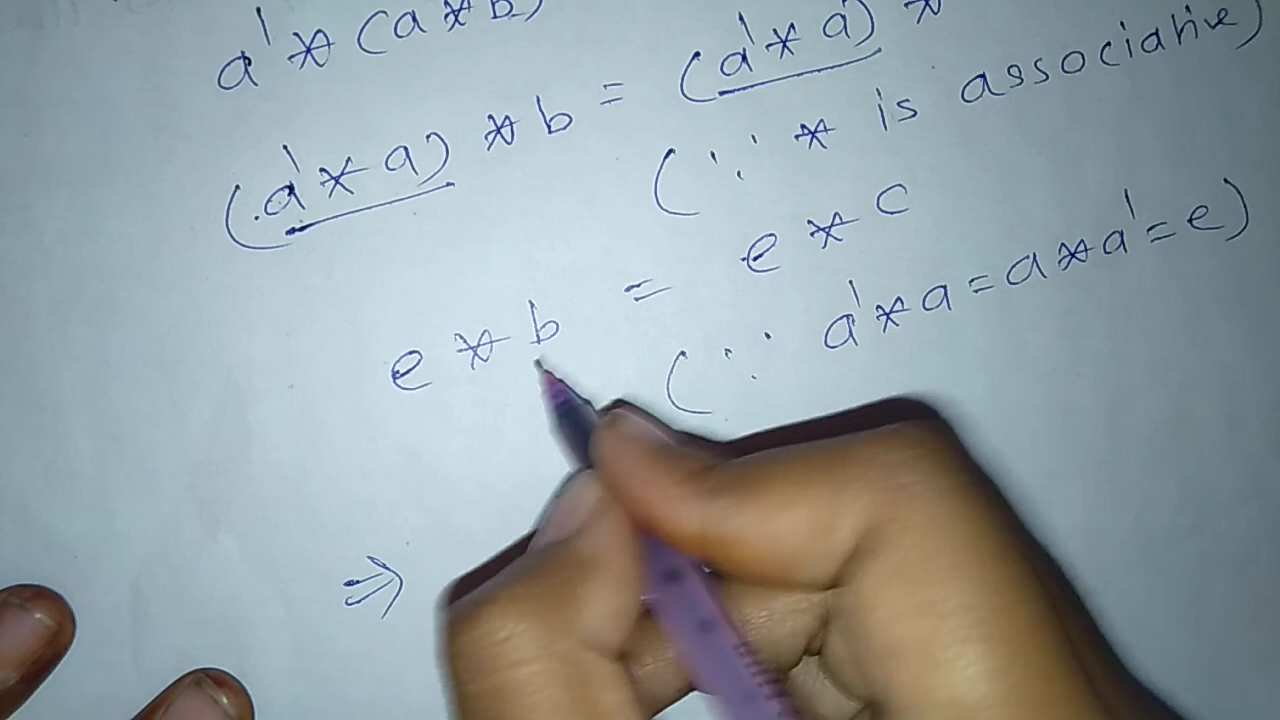 a' * (a * b)
(a' * a) * b = (a' * a) *
(∵ * is associative)
e * b = e * c
(∵ a' * a = a * a' = e)
⇒